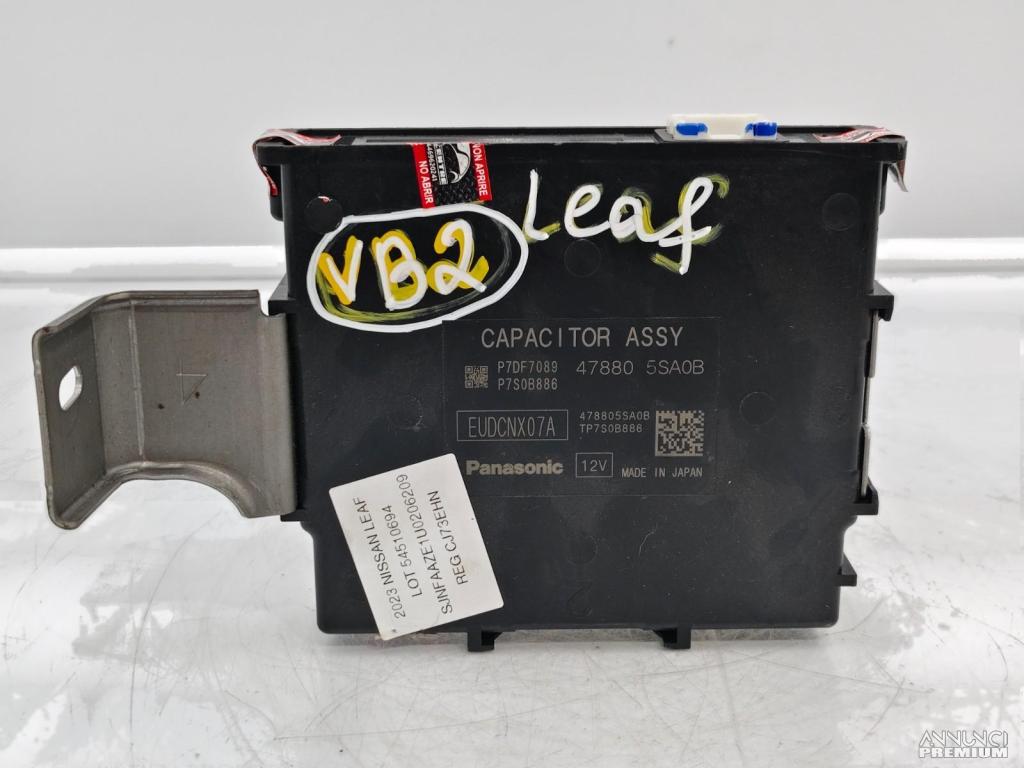 NON APRIRE
NO ABRIR
Leaf
VB2
CAPACITOR ASSY
P7DF7089 47880 5SA0B
P7S0B886
EUDCNX07A 478805SA0B
TP7S0B886
Panasonic 12V MADE IN JAPAN
2023 NISSAN LEAF
LOT 54510694
SJNFAAZE1U0206209
REG CJ73EHN
ANNUNCI
PREMIUM